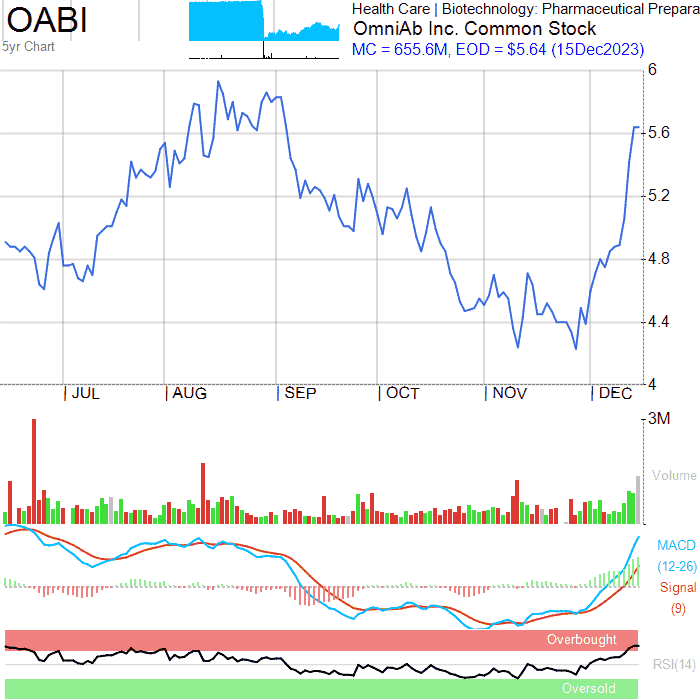 OABI
5yr Chart
Health Care | Biotechnology: Pharmaceutical Prepara
OmniAb Inc. Common Stock
MC = 655.6M, EOD = $5.64 (15Dec2023)
6
5.6
5.2
4.8
4.4
4
JUL AUG SEP OCT NOV DEC
3M
Volume
MACD
(12-26)
Signal
(9)
Overbought
RSI(14)
Oversold